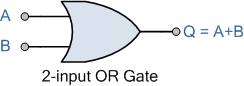 A
B
Q = A+B
2-input OR Gate